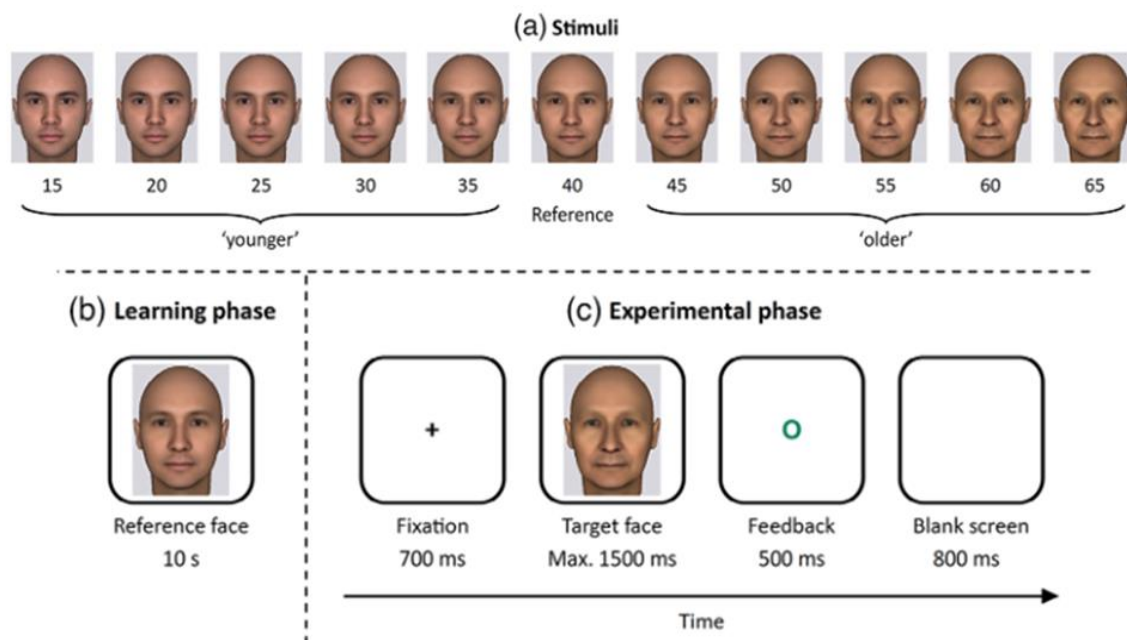 (a) Stimuli
15 20 25 30 35 40 45 50 55 60 65
Reference
'younger' 'older'
(b) Learning phase
(c) Experimental phase
+ O
Reference face Fixation Target face Feedback Blank screen
10 s 700 ms Max. 1500 ms 500 ms 800 ms
Time